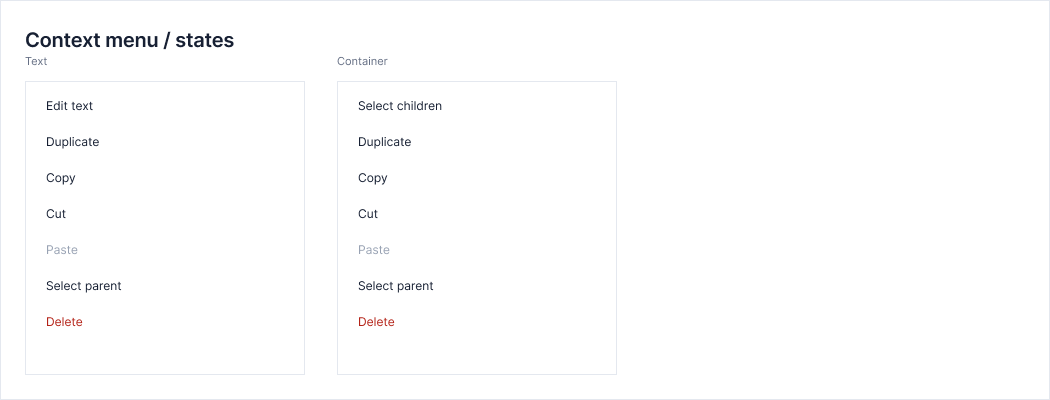 Context menu / states
Text
Edit text
Duplicate
Copy
Cut
Paste
Select parent
Delete
Container
Select children
Duplicate
Copy
Cut
Paste
Select parent
Delete